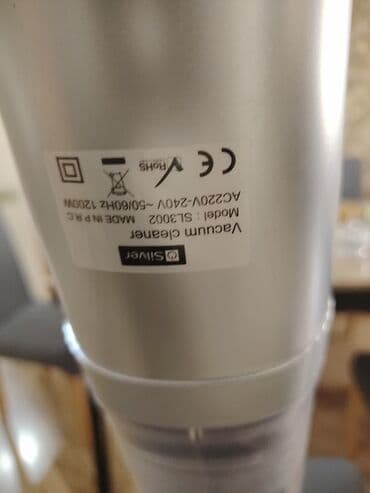 Silver
Vacuum cleaner
Model : SL3002 MADE IN P.R.C
AC220V-240V ~50/60Hz 1200W
CE RoHS